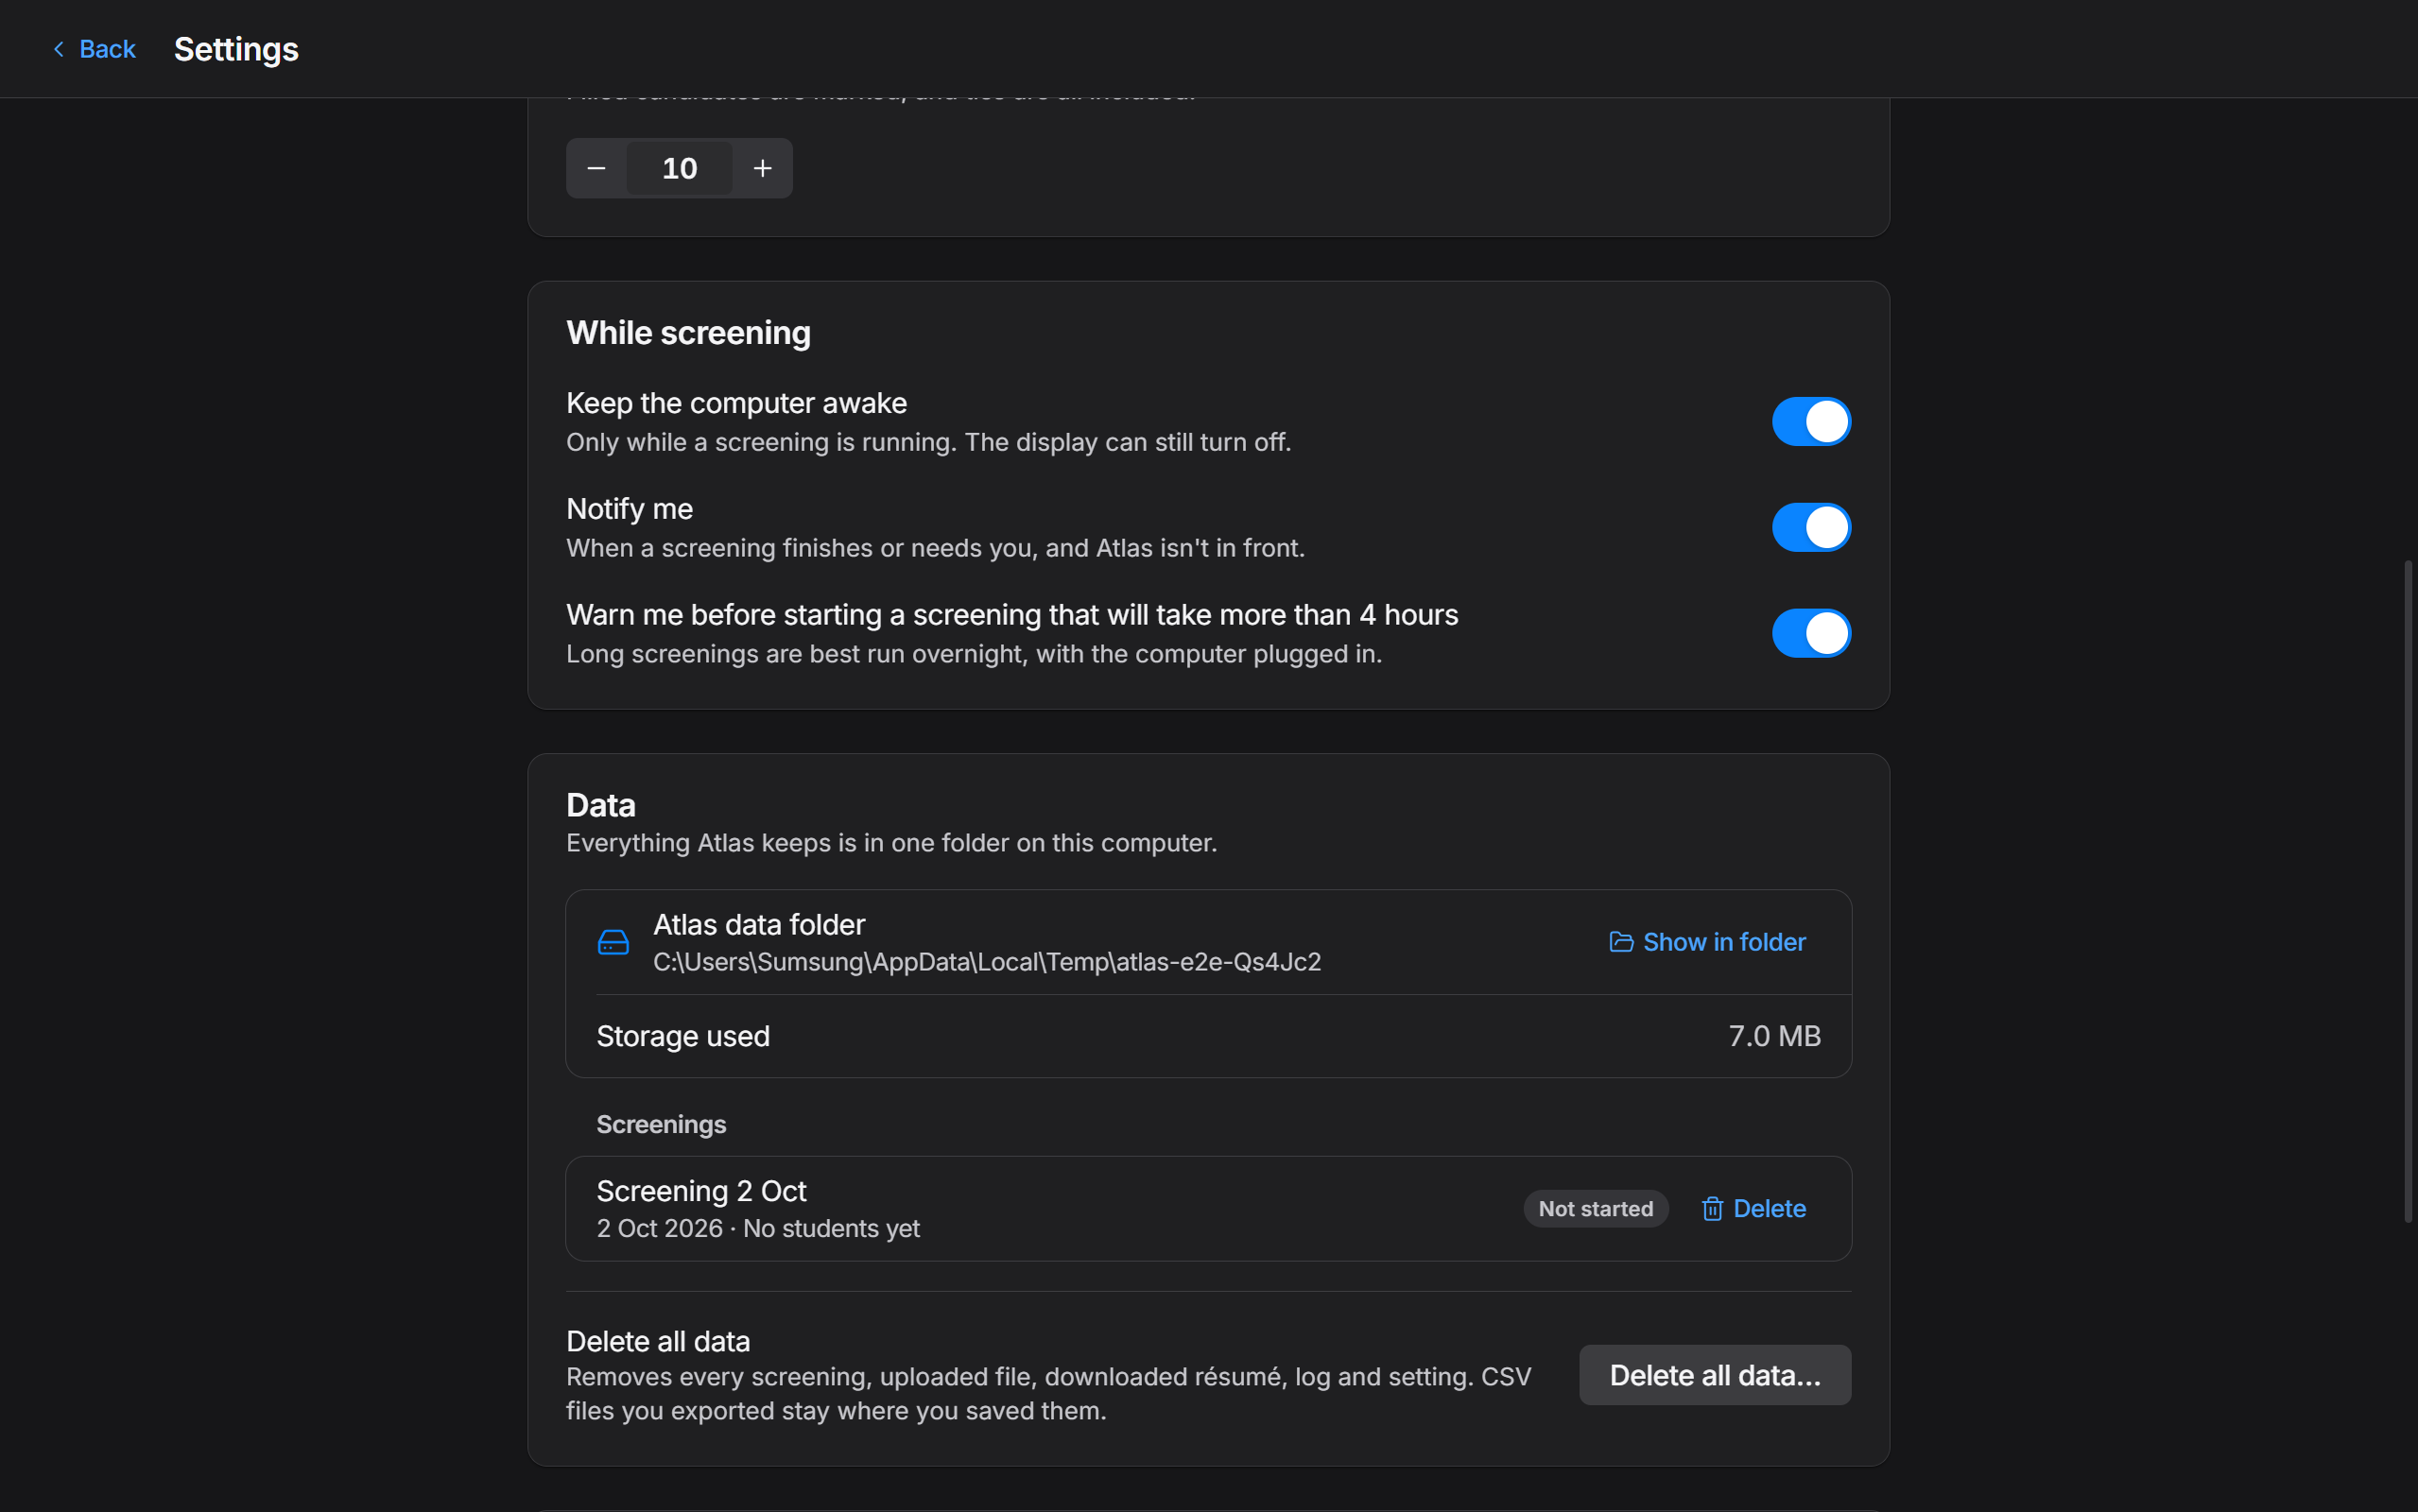 Back
Settings
10
While screening
Keep the computer awake
Only while a screening is running. The display can still turn off.
Notify me
When a screening finishes or needs you, and Atlas isn't in front.
Warn me before starting a screening that will take more than 4 hours
Long screenings are best run overnight, with the computer plugged in.
Data
Everything Atlas keeps is in one folder on this computer.
Atlas data folder
C:\Users\Sumsung\AppData\Local\Temp\atlas-e2e-Qs4Jc2
Show in folder
Storage used
7.0 MB
Screenings
Screening 2 Oct
2 Oct 2026 · No students yet
Not started
Delete
Delete all data
Removes every screening, uploaded file, downloaded résumé, log and setting. CSV
files you exported stay where you saved them.
Delete all data...